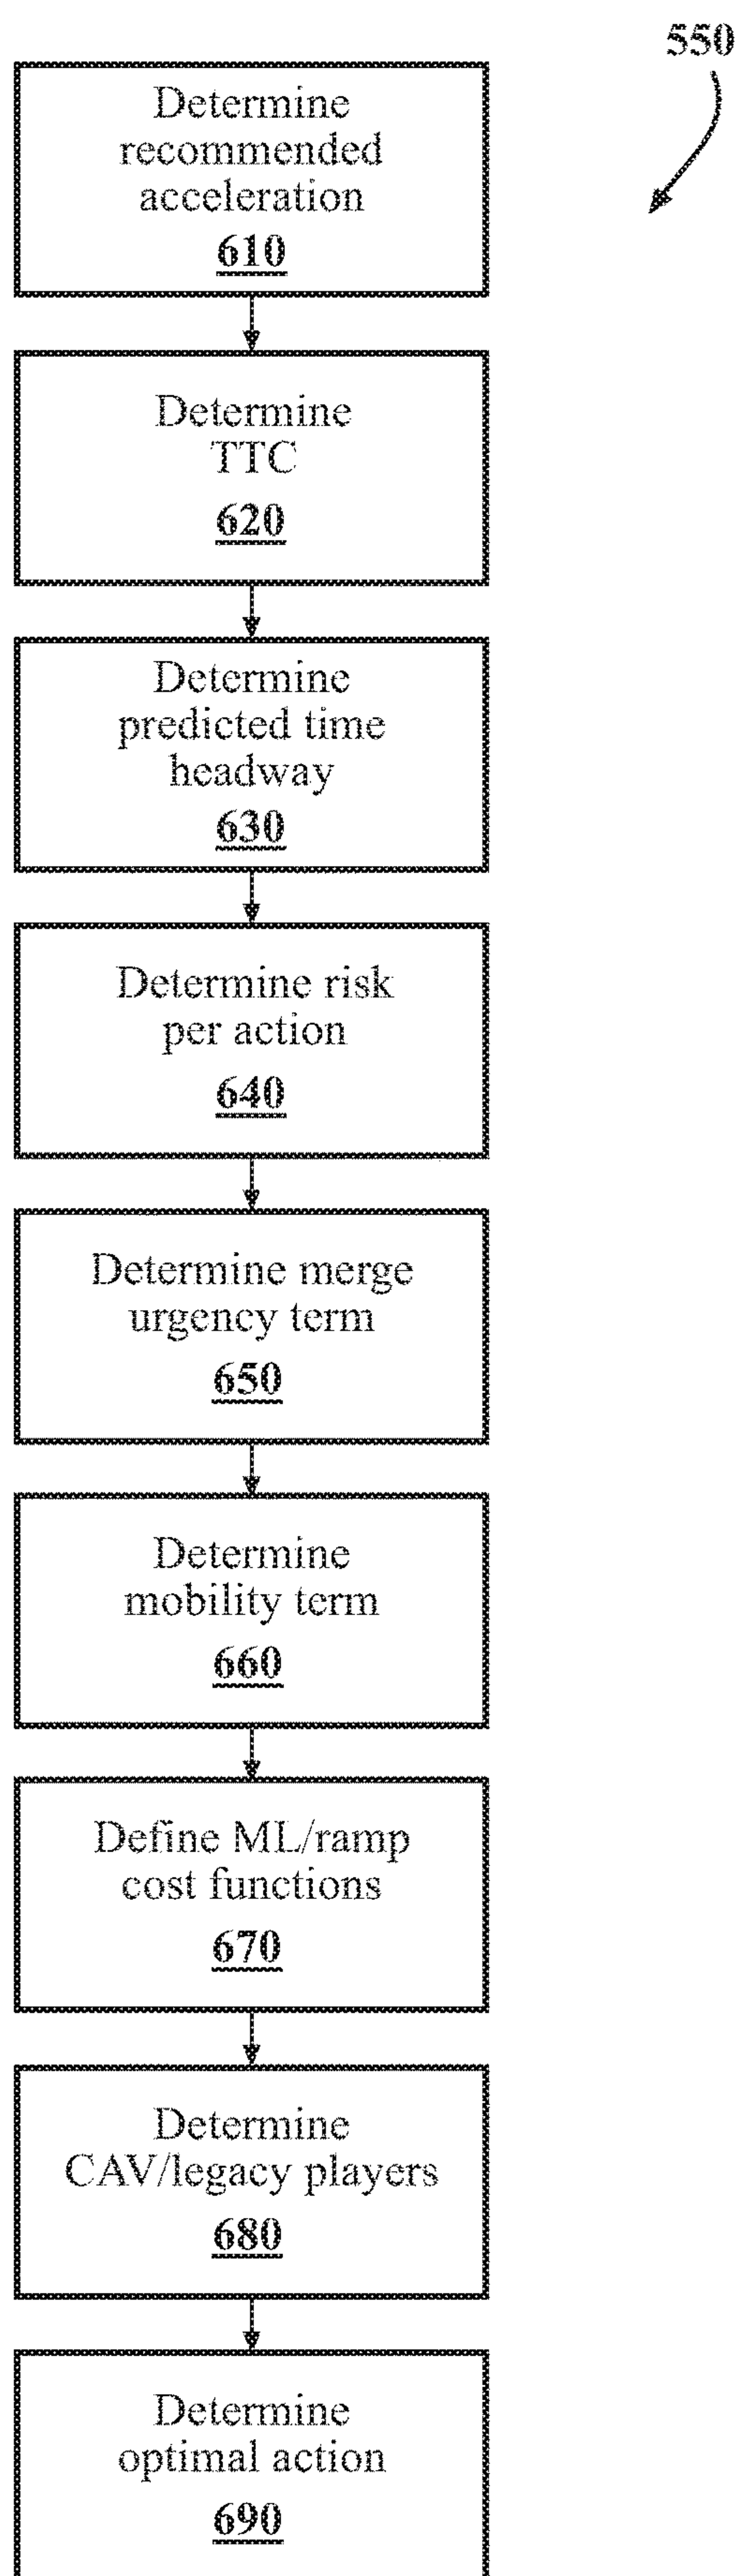 550
Determine
recommended
acceleration
610
Determine
TTC
620
Determine
predicted time
headway
630
Determine risk
per action
640
Determine merge
urgency term
650
Determine
mobility term
660
Define ML/ramp
cost functions
670
Determine
CAV/legacy players
680
Determine
optimal action
690